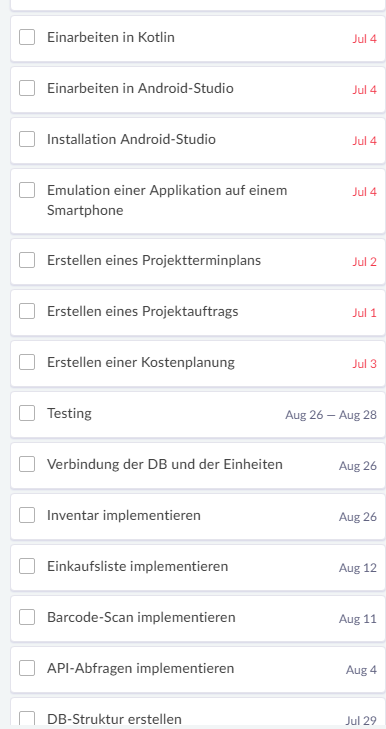 Einarbeiten in Kotlin Jul 4
Einarbeiten in Android-Studio Jul 4
Installation Android-Studio Jul 4
Emulation einer Applikation auf einem Jul 4
Smartphone
Erstellen eines Projektterminplans Jul 2
Erstellen eines Projektauftrags Jul 1
Erstellen einer Kostenplanung Jul 3
Testing Aug 26 — Aug 28
Verbindung der DB und der Einheiten Aug 26
Inventar implementieren Aug 26
Einkaufsliste implementieren Aug 12
Barcode-Scan implementieren Aug 11
API-Abfragen implementieren Aug 4
DB-Struktur erstellen Jul 29